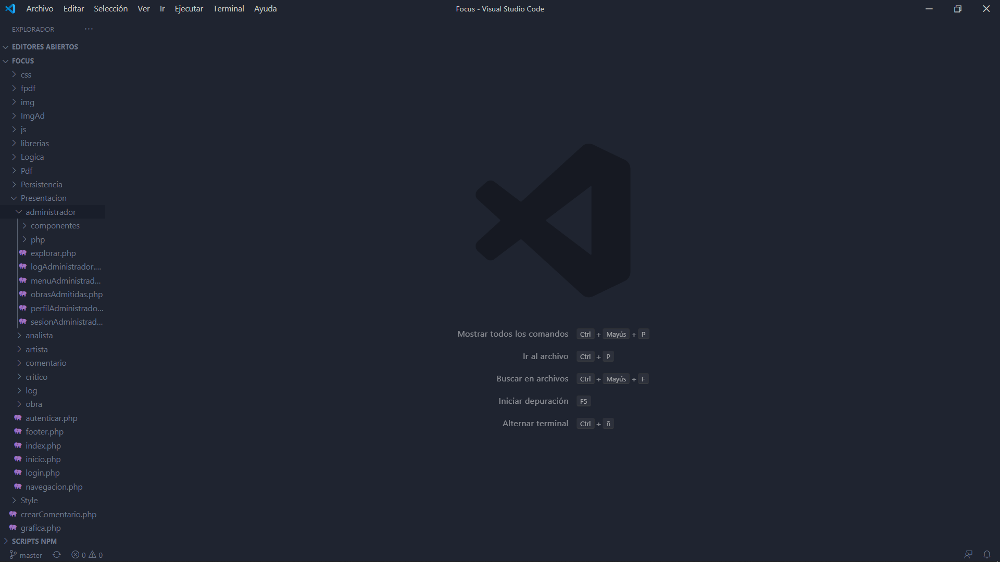 Archivo Editar Selección Ver Ir Ejecutar Terminal Ayuda
Focus - Visual Studio Code
EXPLORADOR
EDITORES ABIERTOS
FOCUS
css
fpdf
img
ImgAd
js
librerias
Logica
Pdf
Persistencia
Presentacion
administrador
componentes
php
explorar.php
logAdministrador....
menuAdministrad...
obrasAdmitidas.php
perfilAdministrado...
sesionAdministrad...
analista
artista
comentario
critico
log
obra
autenticar.php
footer.php
index.php
inicio.php
login.php
navegacion.php
Style
crearComentario.php
grafica.php
SCRIPTS NPM
master 0 0
Mostrar todos los comandos Ctrl + Mayús + P
Ir al archivo Ctrl + P
Buscar en archivos Ctrl + Mayús + F
Iniciar depuración F5
Alternar terminal Ctrl + ñ